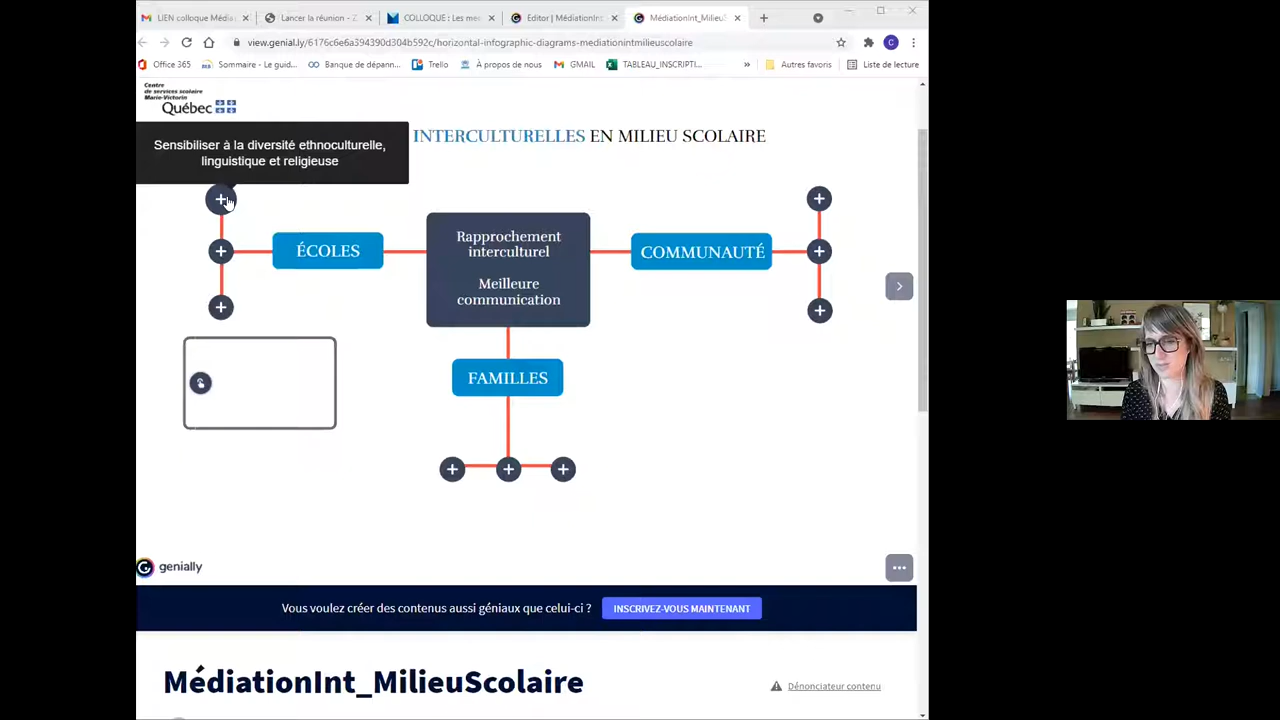 LIEN colloque Média
Lancer la réunion - Z
COLLOQUE : Les me
Editor | MédiationInt
MédiationInt_MilieuS
view.genial.ly/6176c6e6a394390d304b592c/horizontal-infographic-diagrams-mediationintmilieuscolaire
C
Office 365
Sommaire - Le guid...
Banque de dépann...
Trello
À propos de nous
GMAIL
TABLEAU_INSCRIPTI...
»
Autres favoris
Liste de lecture
Centre
de services scolaire
Marie-Victorin
Québec
INTERCULTURELLES EN MILIEU SCOLAIRE
Sensibiliser à la diversité ethnoculturelle,
linguistique et religieuse
ÉCOLES
Rapprochement
interculturel
Meilleure
communication
COMMUNAUTÉ
FAMILLES
genially
Vous voulez créer des contenus aussi géniaux que celui-ci ?
INSCRIVEZ-VOUS MAINTENANT
MédiationInt_MilieuScolaire
Dénonciateur contenu